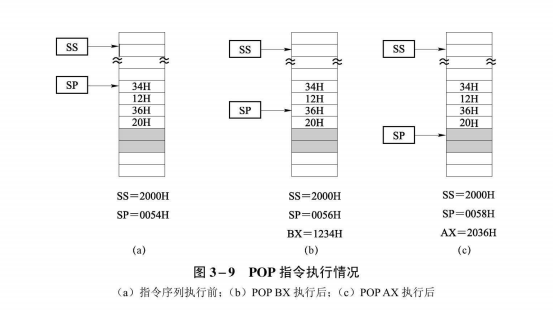 SS
SP
34H
12H
36H
20H
SS=2000H
SP=0054H
(a)
SS
SP
34H
12H
36H
20H
SS=2000H
SP=0056H
BX=1234H
(b)
SS
SP
34H
12H
36H
20H
SS=2000H
SP=0058H
AX=2036H
(c)
图 3-9 POP 指令执行情况
(a)指令序列执行前；(b)POP BX 执行后；(c)POP AX 执行后